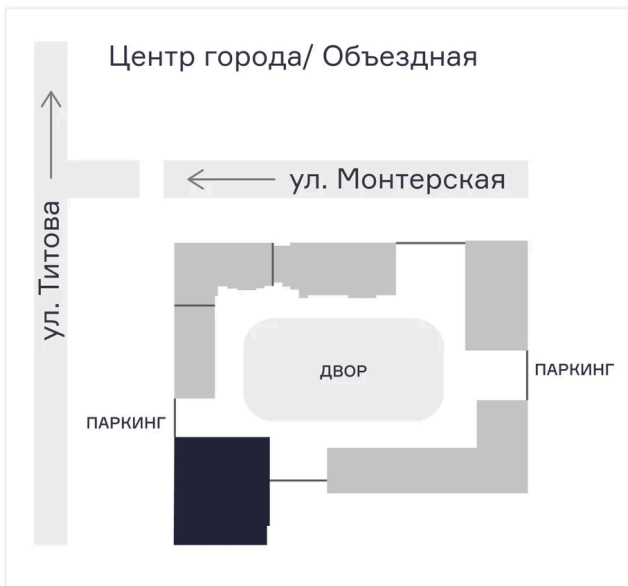 Центр города/ Объездная
ул. Монтерская
ул. Титова
ДВОР
ПАРКИНГ
ПАРКИНГ